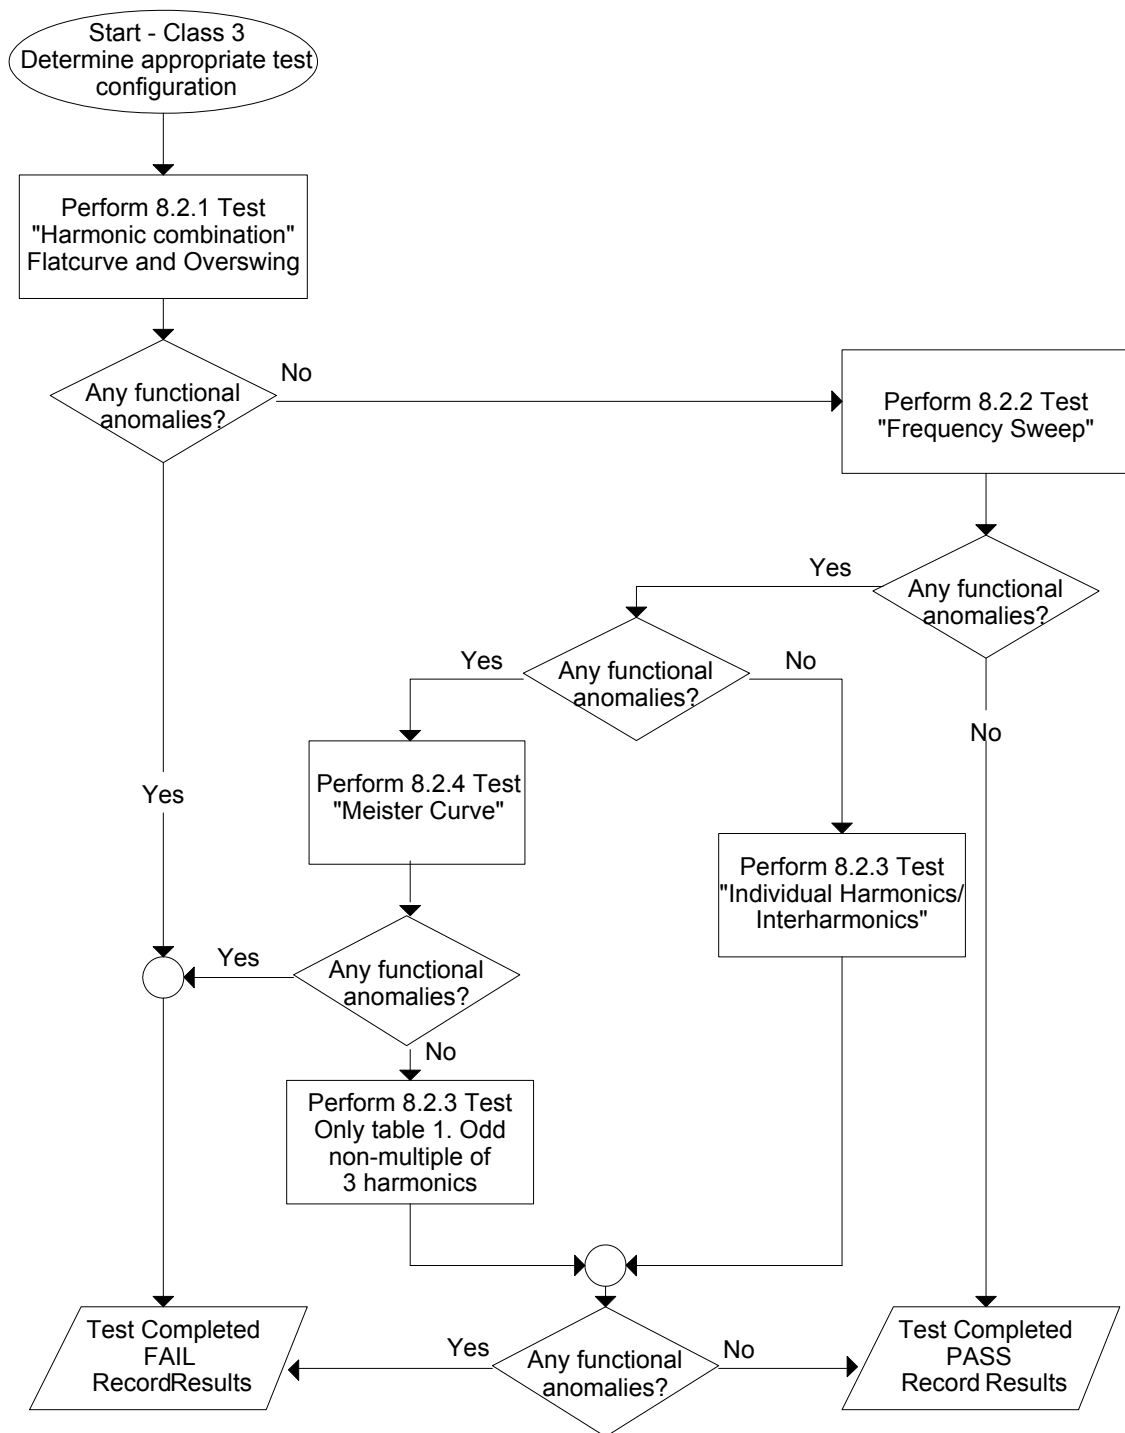 Start - Class 3
Determine appropriate test
configuration
Perform 8.2.1 Test
"Harmonic combination"
Flatcurve and Overswing
Any functional
anomalies?
No
Perform 8.2.2 Test
"Frequency Sweep"
Yes
Any functional
anomalies?
Yes
Any functional
anomalies?
No
No
Perform 8.2.4 Test
"Meister Curve"
Yes
Perform 8.2.3 Test
"Individual Harmonics/
Interharmonics"
Yes
Any functional
anomalies?
No
Perform 8.2.3 Test
Only table 1. Odd
non-multiple of
3 harmonics
Test Completed
FAIL
RecordResults
Yes
Any functional
anomalies?
No
Test Completed
PASS
Record Results